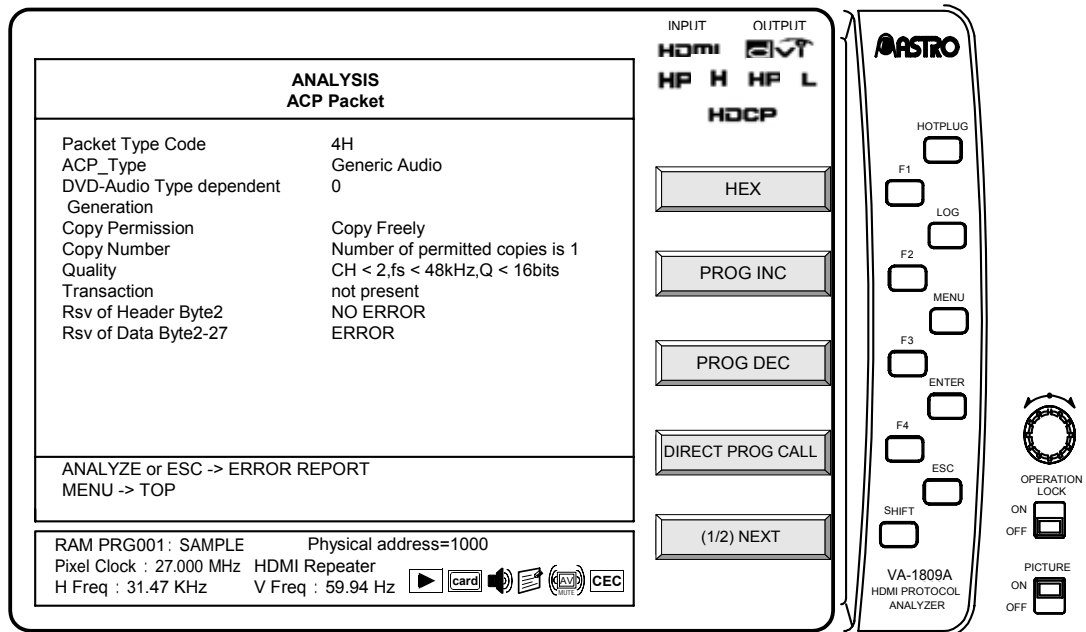 ANALYSIS
ACP Packet
Packet Type Code 4H
ACP_Type Generic Audio
DVD-Audio Type dependent 0
Generation
Copy Permission Copy Freely
Copy Number Number of permitted copies is 1
Quality CH < 2,fs < 48kHz,Q < 16bits
Transaction not present
Rsv of Header Byte2 NO ERROR
Rsv of Data Byte2-27 ERROR
ANALYZE or ESC -> ERROR REPORT
MENU -> TOP
RAM PRG001: SAMPLE Physical address=1000
Pixel Clock : 27.000 MHz HDMI Repeater
H Freq : 31.47 KHz V Freq : 59.94 Hz
card
AV
MUTE
CEC
INPUT OUTPUT
HDMI DVI
HP H HP L
HDCP
HEX
PROG INC
PROG DEC
DIRECT PROG CALL
(1/2) NEXT
ASTRO
HOTPLUG
F1
LOG
F2
MENU
F3
ENTER
F4
ESC
SHIFT
VA-1809A
HDMI PROTOCOL
ANALYZER
OPERATION
LOCK
ON
OFF
PICTURE
ON
OFF